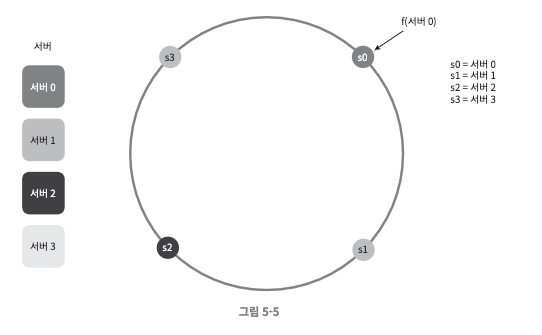 서버
서버 0
서버 1
서버 2
서버 3
s3
s0
s2
s1
f(서버 0)
s0 = 서버 0
s1 = 서버 1
s2 = 서버 2
s3 = 서버 3
그림 5-5